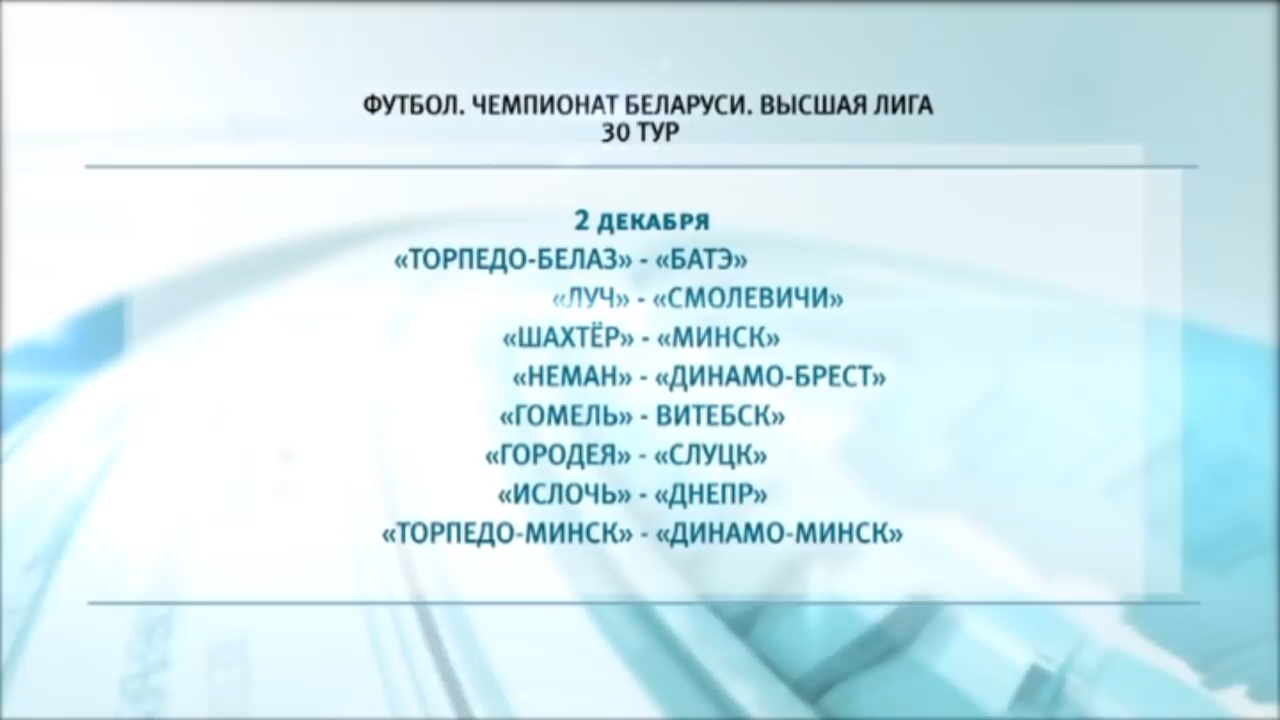 ФУТБОЛ. ЧЕМПИОНАТ БЕЛАРУСИ. ВЫСШАЯ ЛИГА
30 ТУР
2 ДЕКАБРЯ
«ТОРПЕДО-БЕЛАЗ» - «БАТЭ»
«ЛУЧ» - «СМОЛЕВИЧИ»
«ШАХТЁР» - «МИНСК»
«НЕМАН» - «ДИНАМО-БРЕСТ»
«ГОМЕЛЬ» - ВИТЕБСК»
«ГОРОДЕЯ» - «СЛУЦК»
«ИСЛОЧЬ» - «ДНЕПР»
«ТОРПЕДО-МИНСК» - «ДИНАМО-МИНСК»